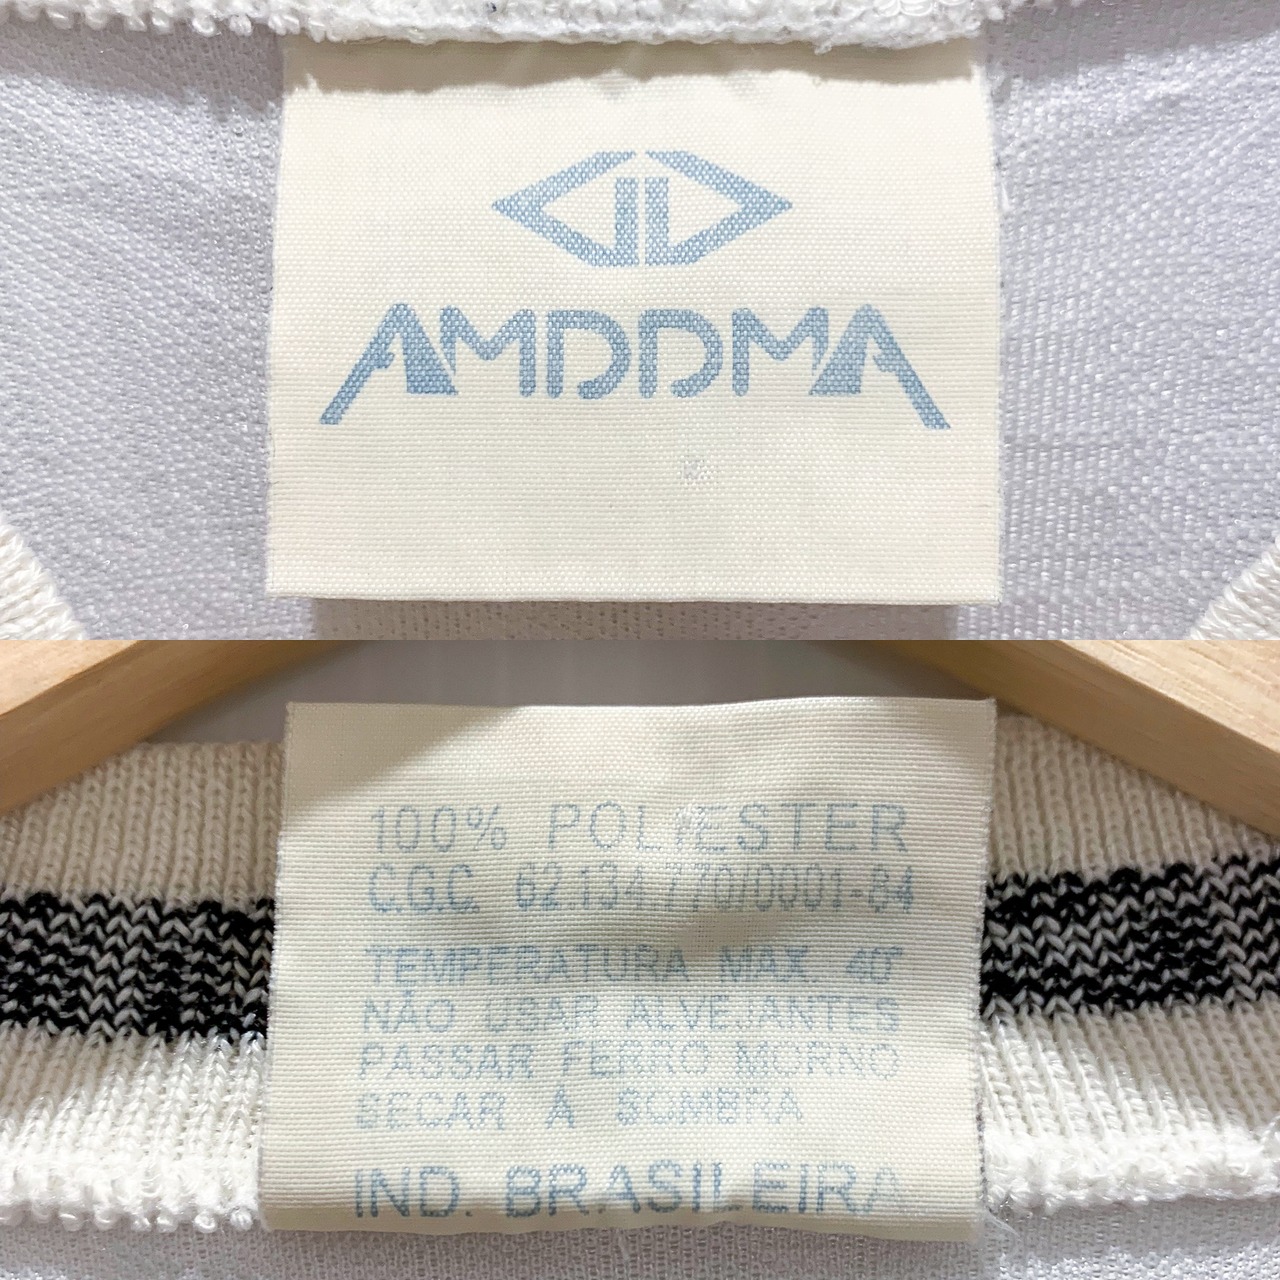 AMDDMA
100% POLIESTER
C.G.C. 62.134.770/0001-84
TEMPERATURA MAX. 40°
NÃO USAR ALVEJANTES
PASSAR FERRO MORNO
SECAR A SOMBRA
IND. BRASILEIRA